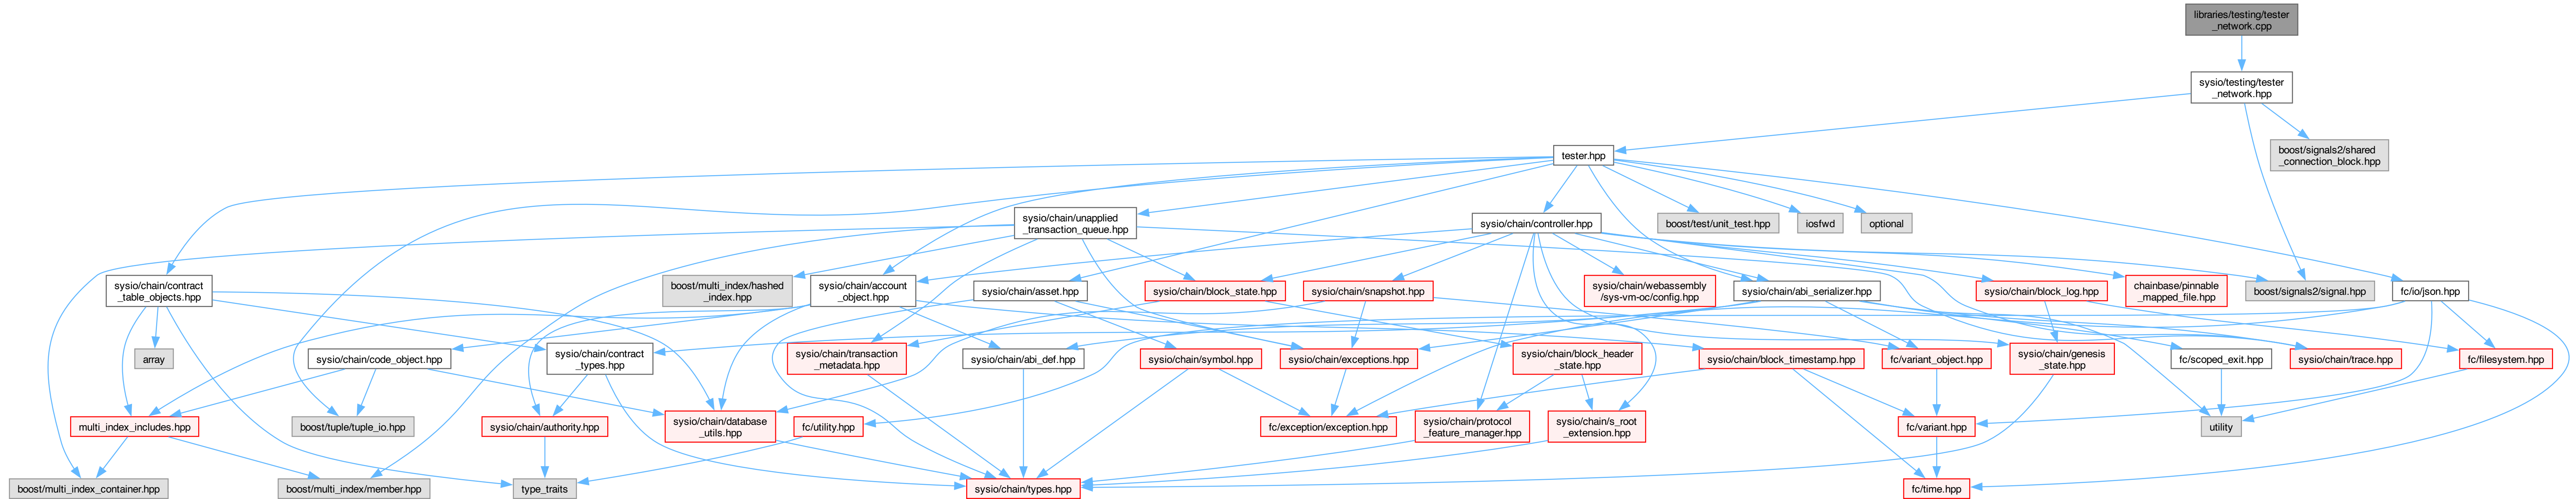 libraries/testing/tester
_network.cpp
sysio/testing/tester
_network.hpp
boost/signals2/shared
_connection_block.hpp
tester.hpp
sysio/chain/unapplied
_transaction_queue.hpp
sysio/chain/controller.hpp
boost/test/unit_test.hpp
iosfwd
optional
sysio/chain/contract
_table_objects.hpp
boost/multi_index/hashed
_index.hpp
sysio/chain/account
_object.hpp
sysio/chain/asset.hpp
sysio/chain/block_state.hpp
sysio/chain/snapshot.hpp
sysio/chain/webassembly
/sys-vm-oc/config.hpp
sysio/chain/abi_serializer.hpp
sysio/chain/block_log.hpp
chainbase/pinnable
_mapped_file.hpp
boost/signals2/signal.hpp
fc/io/json.hpp
array
sysio/chain/code_object.hpp
sysio/chain/contract
_types.hpp
sysio/chain/transaction
_metadata.hpp
sysio/chain/abi_def.hpp
sysio/chain/symbol.hpp
sysio/chain/exceptions.hpp
sysio/chain/block_header
_state.hpp
sysio/chain/block_timestamp.hpp
fc/variant_object.hpp
sysio/chain/genesis
_state.hpp
fc/scoped_exit.hpp
sysio/chain/trace.hpp
fc/filesystem.hpp
multi_index_includes.hpp
boost/tuple/tuple_io.hpp
sysio/chain/authority.hpp
sysio/chain/database
_utils.hpp
fc/utility.hpp
fc/exception/exception.hpp
sysio/chain/protocol
_feature_manager.hpp
sysio/chain/s_root
_extension.hpp
fc/variant.hpp
utility
boost/multi_index_container.hpp
boost/multi_index/member.hpp
type_traits
sysio/chain/types.hpp
fc/time.hpp